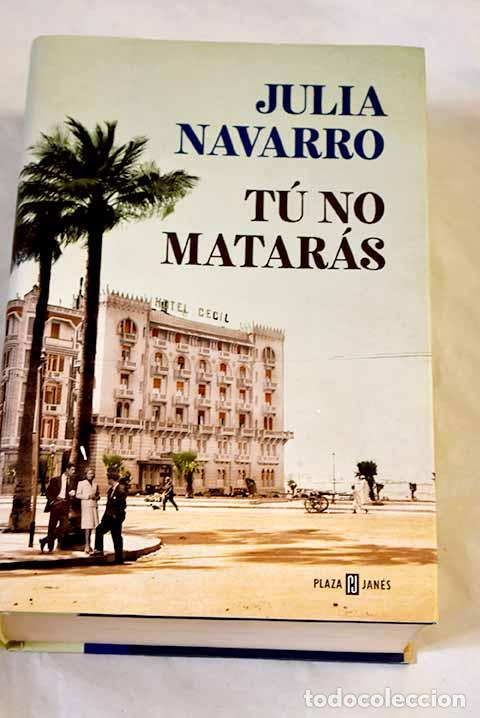 JULIA
NAVARRO
TÚ NO
MATARÁS
HOTEL CECIL
PLAZA JANÉS
todocoleccion